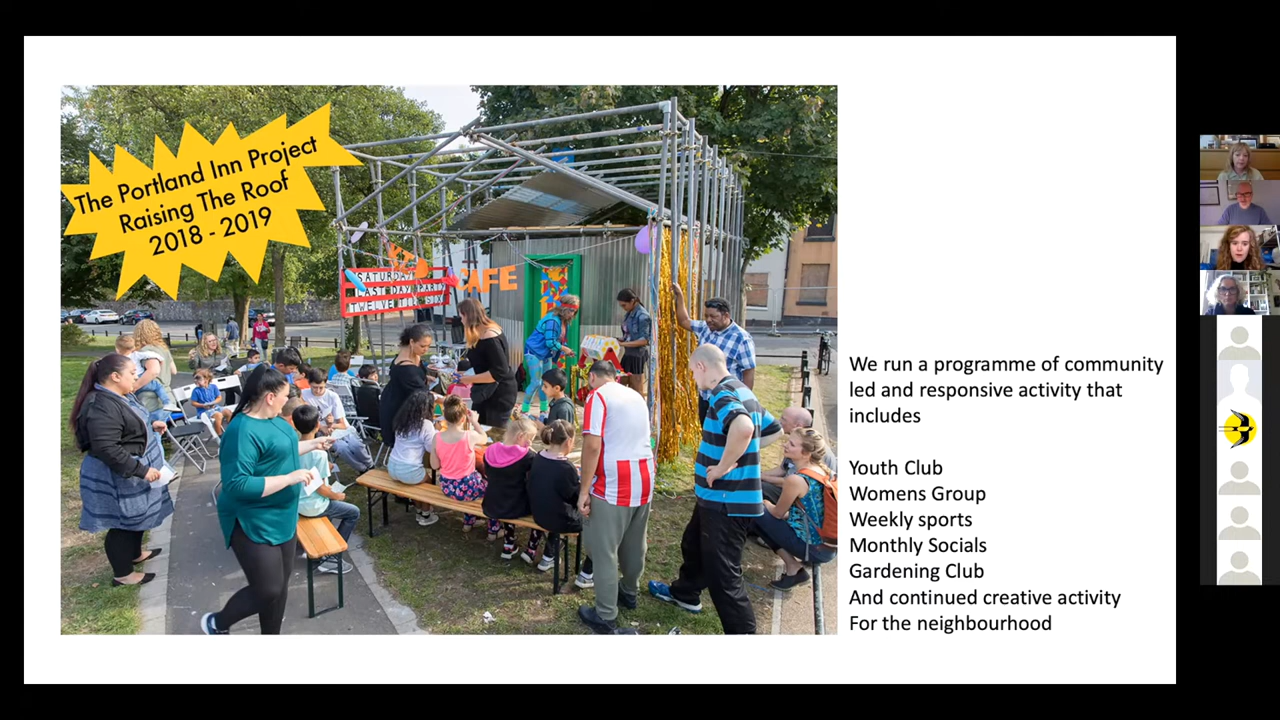 The Portland Inn Project
Raising The Roof
2018 - 2019
SATURDAY
LAST DAY PARTY
TWELVE TIL SIX
CAFE
We run a programme of community
led and responsive activity that
includes
Youth Club
Womens Group
Weekly sports
Monthly Socials
Gardening Club
And continued creative activity
For the neighbourhood